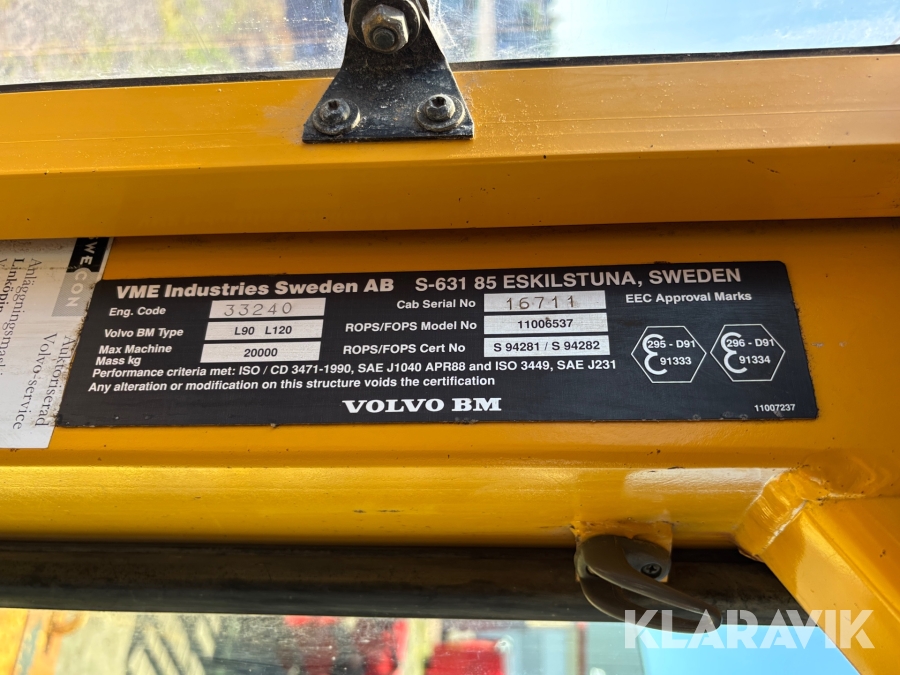 SWECON
Anläggningsmas
Linköpin
Auktoriserad
Volvo-service
VME Industries Sweden AB S-631 85 ESKILSTUNA, SWEDEN
Eng. Code 33240 Cab Serial No 16711 EEC Approval Marks
Volvo BM Type L90 L120 ROPS/FOPS Model No 11006537
Max Machine Mass kg 20000 ROPS/FOPS Cert No S 94281 / S 94282
295 - D91
91333
296 - D91
91334
Performance criteria met: ISO / CD 3471-1990, SAE J1040 APR88 and ISO 3449, SAE J231
Any alteration or modification on this structure voids the certification
VOLVO BM
11007237
KLARAVIK